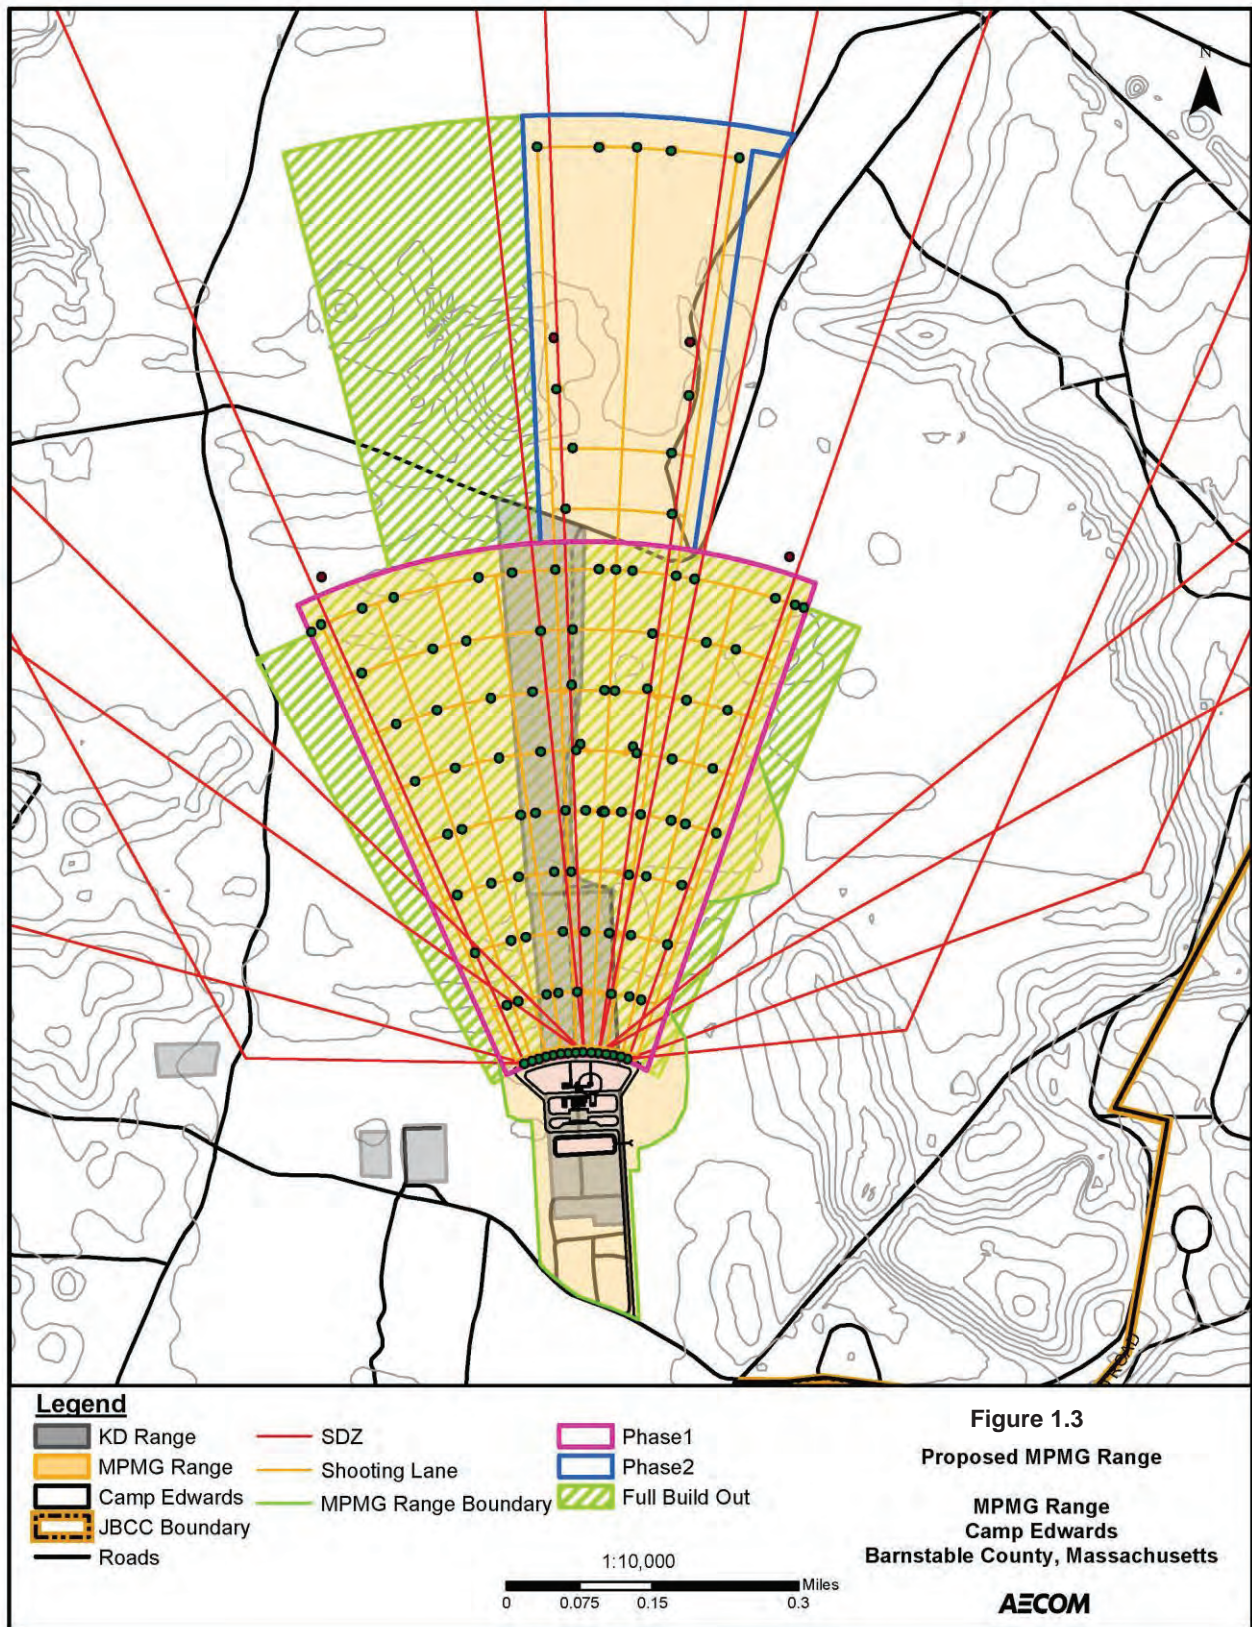 N
ROAD
Legend
KD Range
MPMG Range
Camp Edwards
JBCC Boundary
Roads
SDZ
Shooting Lane
MPMG Range Boundary
Phase1
Phase2
Full Build Out
1:10,000
Miles
0 0.075 0.15 0.3
Figure 1.3
Proposed MPMG Range
MPMG Range
Camp Edwards
Barnstable County, Massachusetts
AECOM